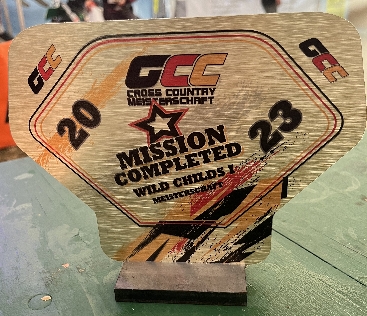 GCC
GCC
GCC
CROSS COUNTRY
MEISTERSCHAFT
20
23
MISSION
COMPLETED
WILD CHILDS I
MEISTERSCHAFT